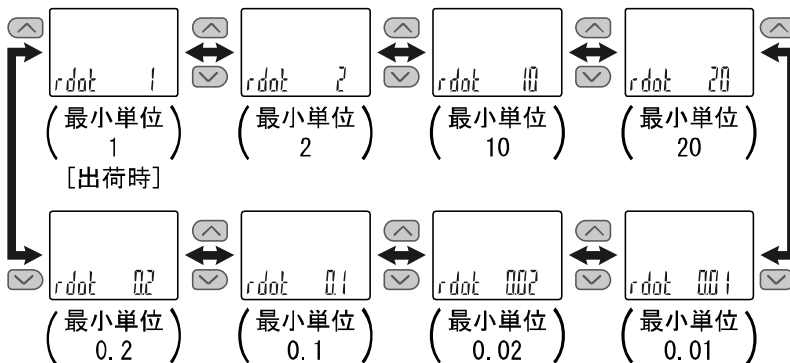 rdot 1
rdot 2
rdot 10
rdot 20
(最小単位
1)
[出荷時]
(最小単位
2)
(最小単位
10)
(最小単位
20)
rdot 0.2
rdot 0.1
rdot 0.02
rdot 0.01
(最小単位
0.2)
(最小単位
0.1)
(最小単位
0.02)
(最小単位
0.01)